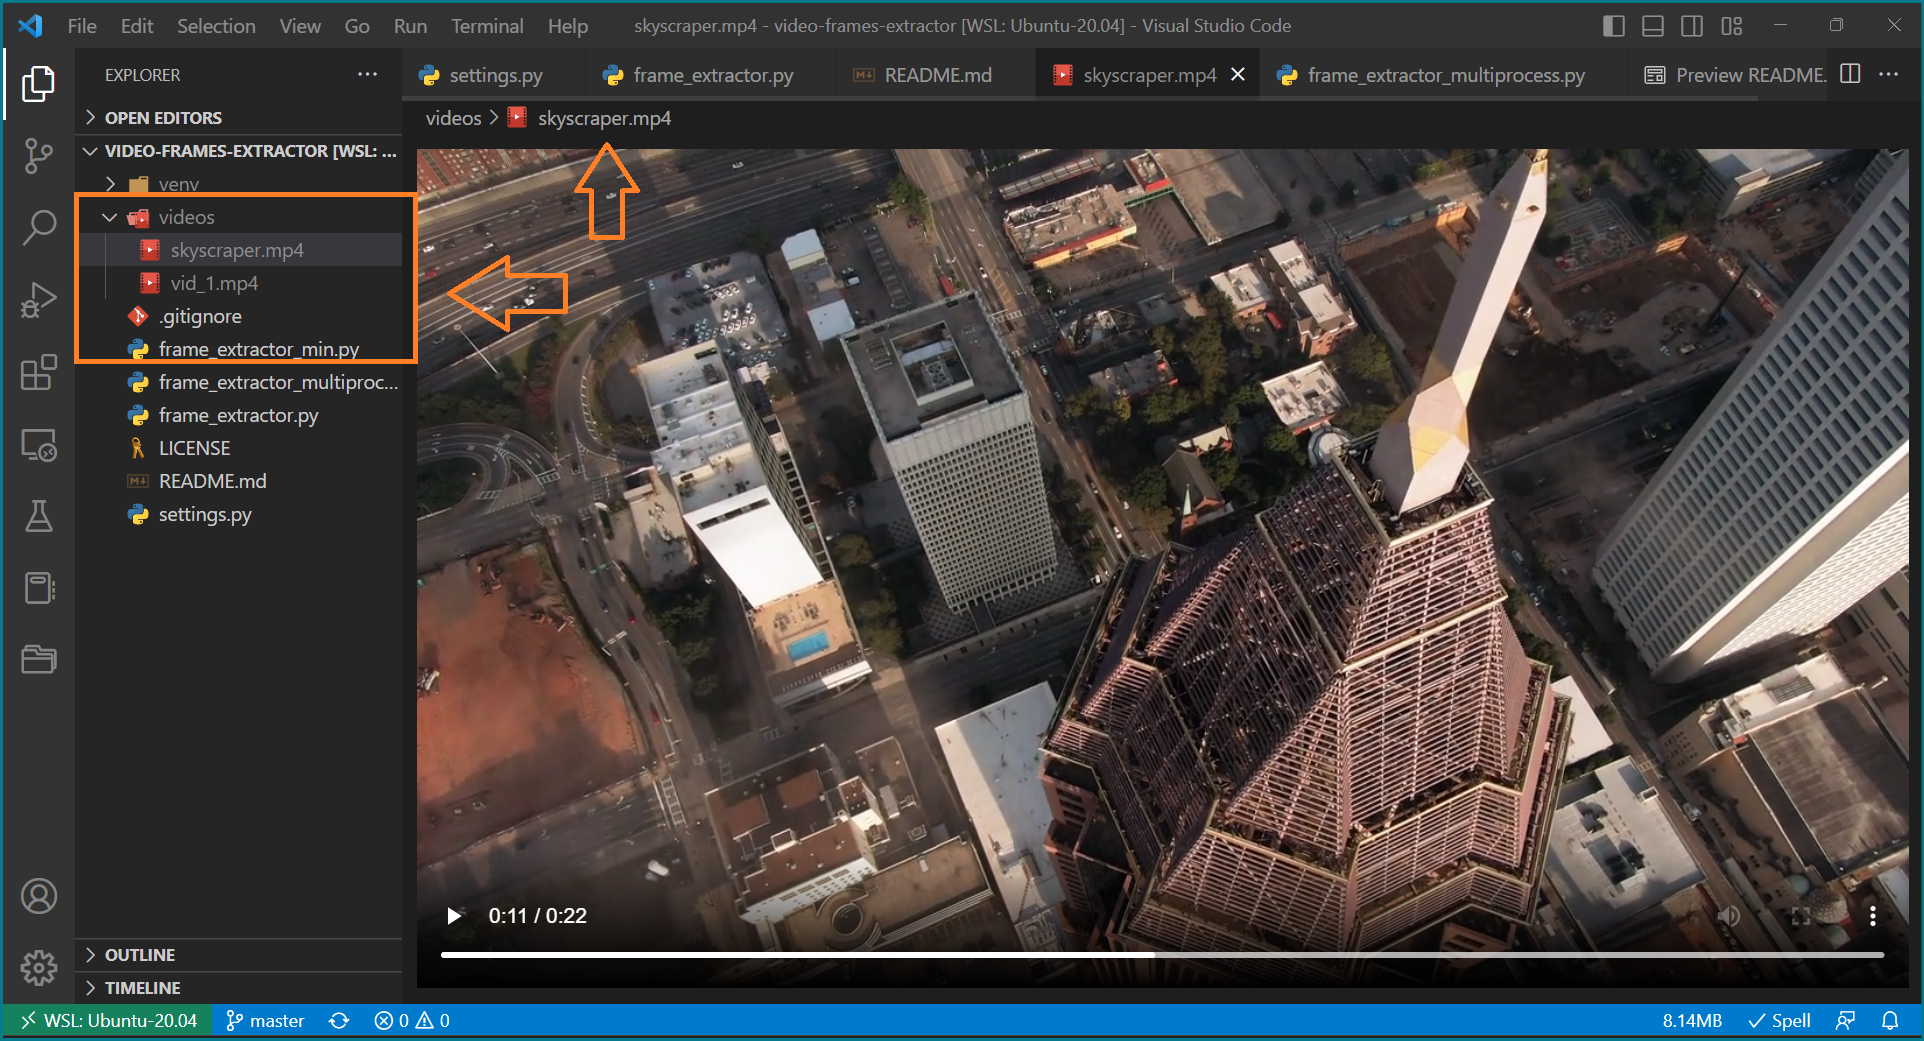 File Edit Selection View Go Run Terminal Help skyscraper.mp4 - video-frames-extractor [WSL: Ubuntu-20.04] - Visual Studio Code
EXPLORER
settings.py frame_extractor.py README.md skyscraper.mp4 frame_extractor_multiprocess.py Preview README.
OPEN EDITORS
videos > skyscraper.mp4
VIDEO-FRAMES-EXTRACTOR [WSL: ...
venv
videos
skyscraper.mp4
vid_1.mp4
.gitignore
frame_extractor_min.py
frame_extractor_multiproc...
frame_extractor.py
LICENSE
README.md
settings.py
0:11 / 0:22
OUTLINE
TIMELINE
WSL: Ubuntu-20.04 master 0 0 8.14MB Spell